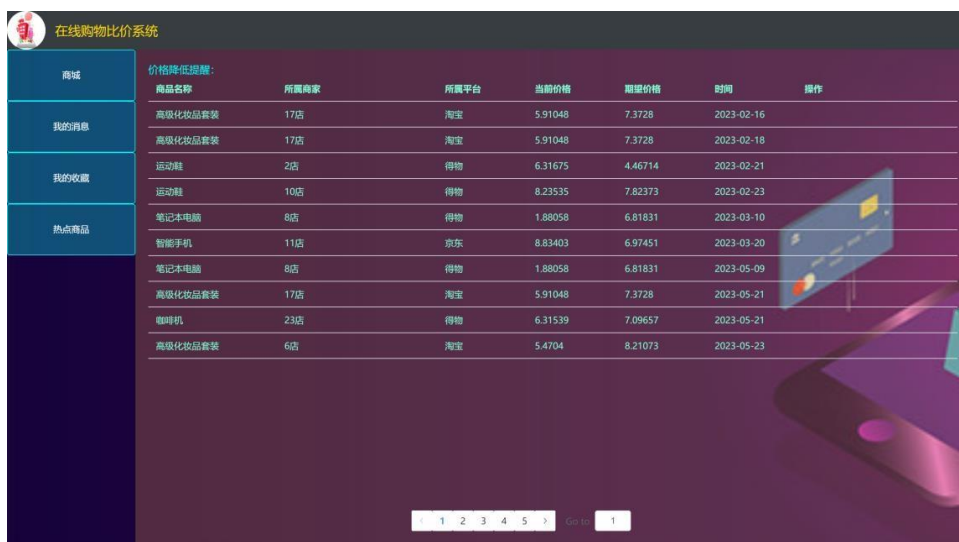 在线购物比价系统
商城
我的消息
我的收藏
热点商品
价格降低提醒：
商品名称 所属商家 所属平台 当前价格 期望价格 时间 操作
高级化妆品套装 17店 淘宝 5.91048 7.3728 2023-02-16
高级化妆品套装 17店 淘宝 5.91048 7.3728 2023-02-18
运动鞋 2店 得物 6.31675 4.46714 2023-02-21
运动鞋 10店 得物 8.23535 7.82373 2023-02-23
笔记本电脑 8店 得物 1.88058 6.81831 2023-03-10
智能手机 11店 京东 8.83403 6.97451 2023-03-20
笔记本电脑 8店 得物 1.88058 6.81831 2023-05-09
高级化妆品套装 17店 淘宝 5.91048 7.3728 2023-05-21
咖啡机 23店 得物 6.31539 7.09657 2023-05-21
高级化妆品套装 6店 淘宝 5.4704 8.21073 2023-05-23
‹ 1 2 3 4 5 › Go to 1